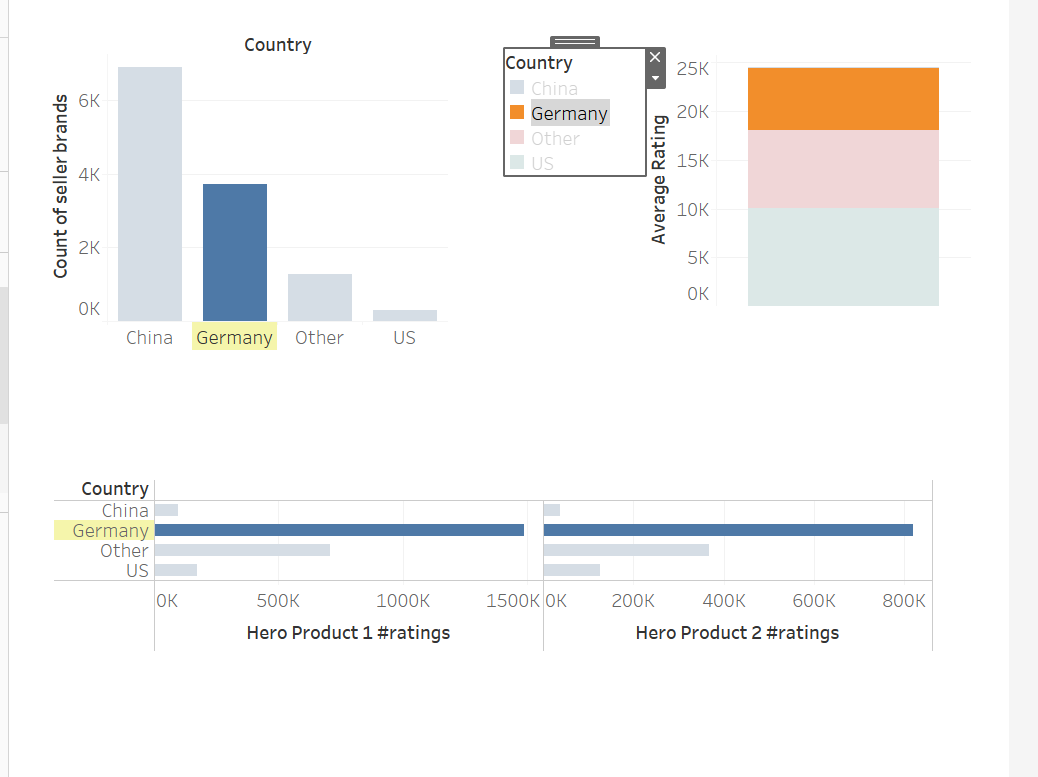 Country
Count of seller brands
6K
4K
2K
0K
China Germany Other US
Country
China
Germany
Other
US
Average Rating
25K
20K
15K
10K
5K
0K
Country
China
Germany
Other
US
0K 500K 1000K 1500K 0K 200K 400K 600K 800K
Hero Product 1 #ratings Hero Product 2 #ratings